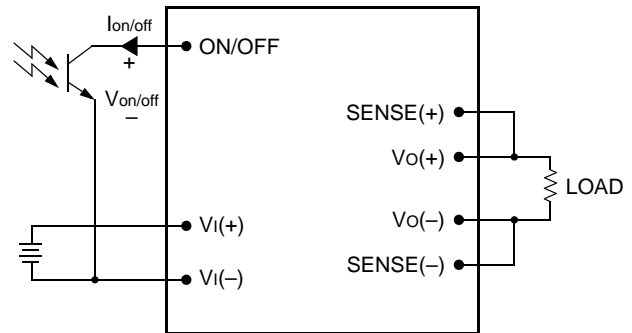 Ion/off
+
ON/OFF
Von/off
–
SENSE(+)
VO(+)
LOAD
VO(–)
VI(+)
SENSE(–)
VI(–)